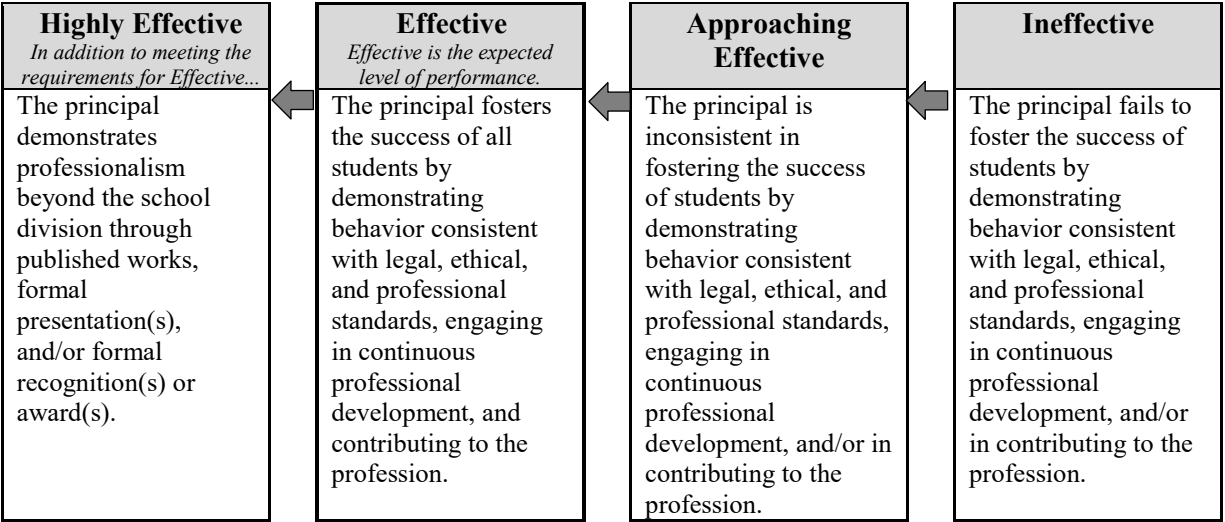 Highly Effective
In addition to meeting the
requirements for Effective...
The principal
demonstrates
professionalism
beyond the school
division through
published works,
formal
presentation(s),
and/or formal
recognition(s) or
award(s).
Effective
Effective is the expected
level of performance.
The principal fosters
the success of all
students by
demonstrating
behavior consistent
with legal, ethical,
and professional
standards, engaging
in continuous
professional
development, and
contributing to the
profession.
Approaching
Effective
The principal is
inconsistent in
fostering the success
of students by
demonstrating
behavior consistent
with legal, ethical, and
professional standards,
engaging in
continuous
professional
development, and/or in
contributing to the
profession.
Ineffective
The principal fails to
foster the success of
students by
demonstrating
behavior consistent
with legal, ethical,
and professional
standards, engaging
in continuous
professional
development, and/or
in contributing to the
profession.